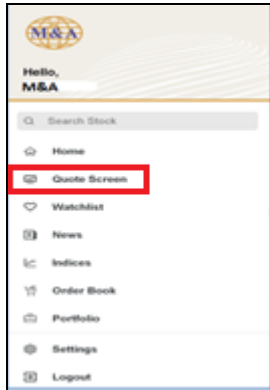 M&A
Hello,
M&A
Search Stock
Home
Quote Screen
Watchlist
News
Indices
Order Book
Portfolio
Settings
Logout